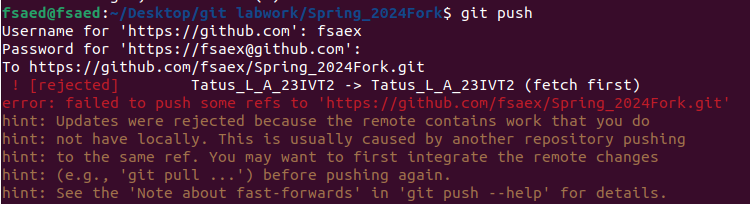 fsaed@fsaed:~/Desktop/git labwork/Spring_2024Fork$ git push
Username for 'https://github.com': fsaex
Password for 'https://fsaex@github.com':
To https://github.com/fsaex/Spring_2024Fork.git
 ! [rejected]        Tatus_L_A_23IVT2 -> Tatus_L_A_23IVT2 (fetch first)
error: failed to push some refs to 'https://github.com/fsaex/Spring_2024Fork.git'
hint: Updates were rejected because the remote contains work that you do
hint: not have locally. This is usually caused by another repository pushing
hint: to the same ref. You may want to first integrate the remote changes
hint: (e.g., 'git pull ...') before pushing again.
hint: See the 'Note about fast-forwards' in 'git push --help' for details.